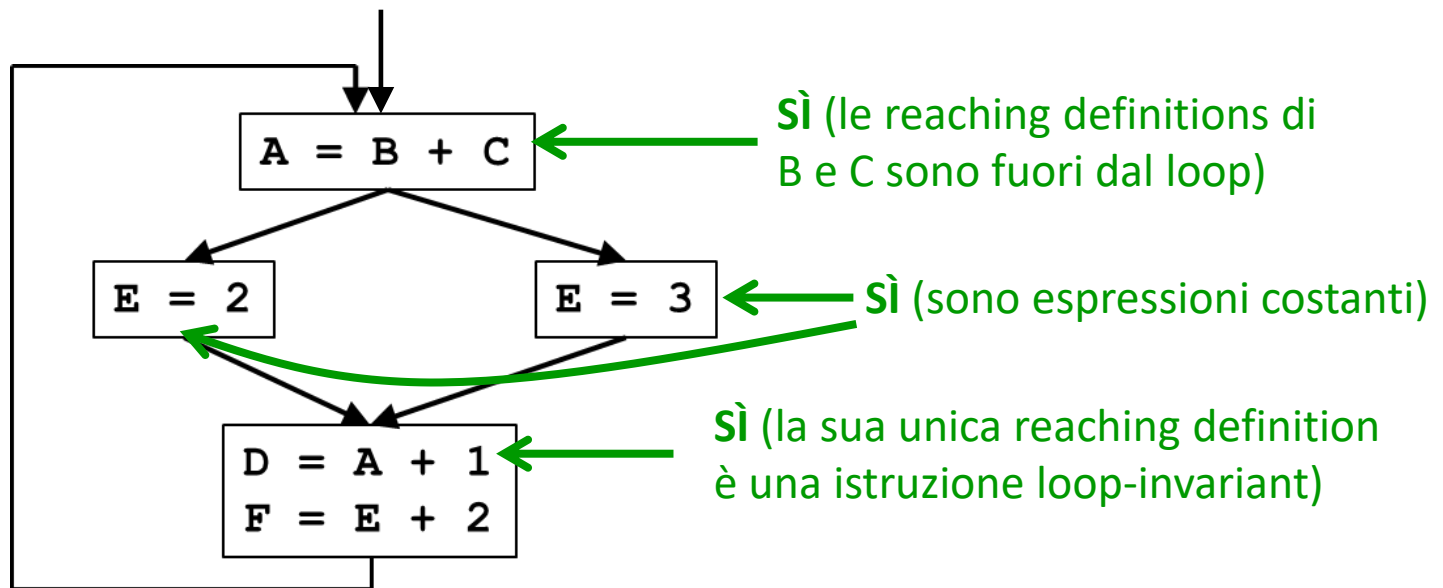 A = B + C
SÌ (le reaching definitions di
B e C sono fuori dal loop)
E = 2
E = 3
SÌ (sono espressioni costanti)
D = A + 1
F = E + 2
SÌ (la sua unica reaching definition
è una istruzione loop-invariant)